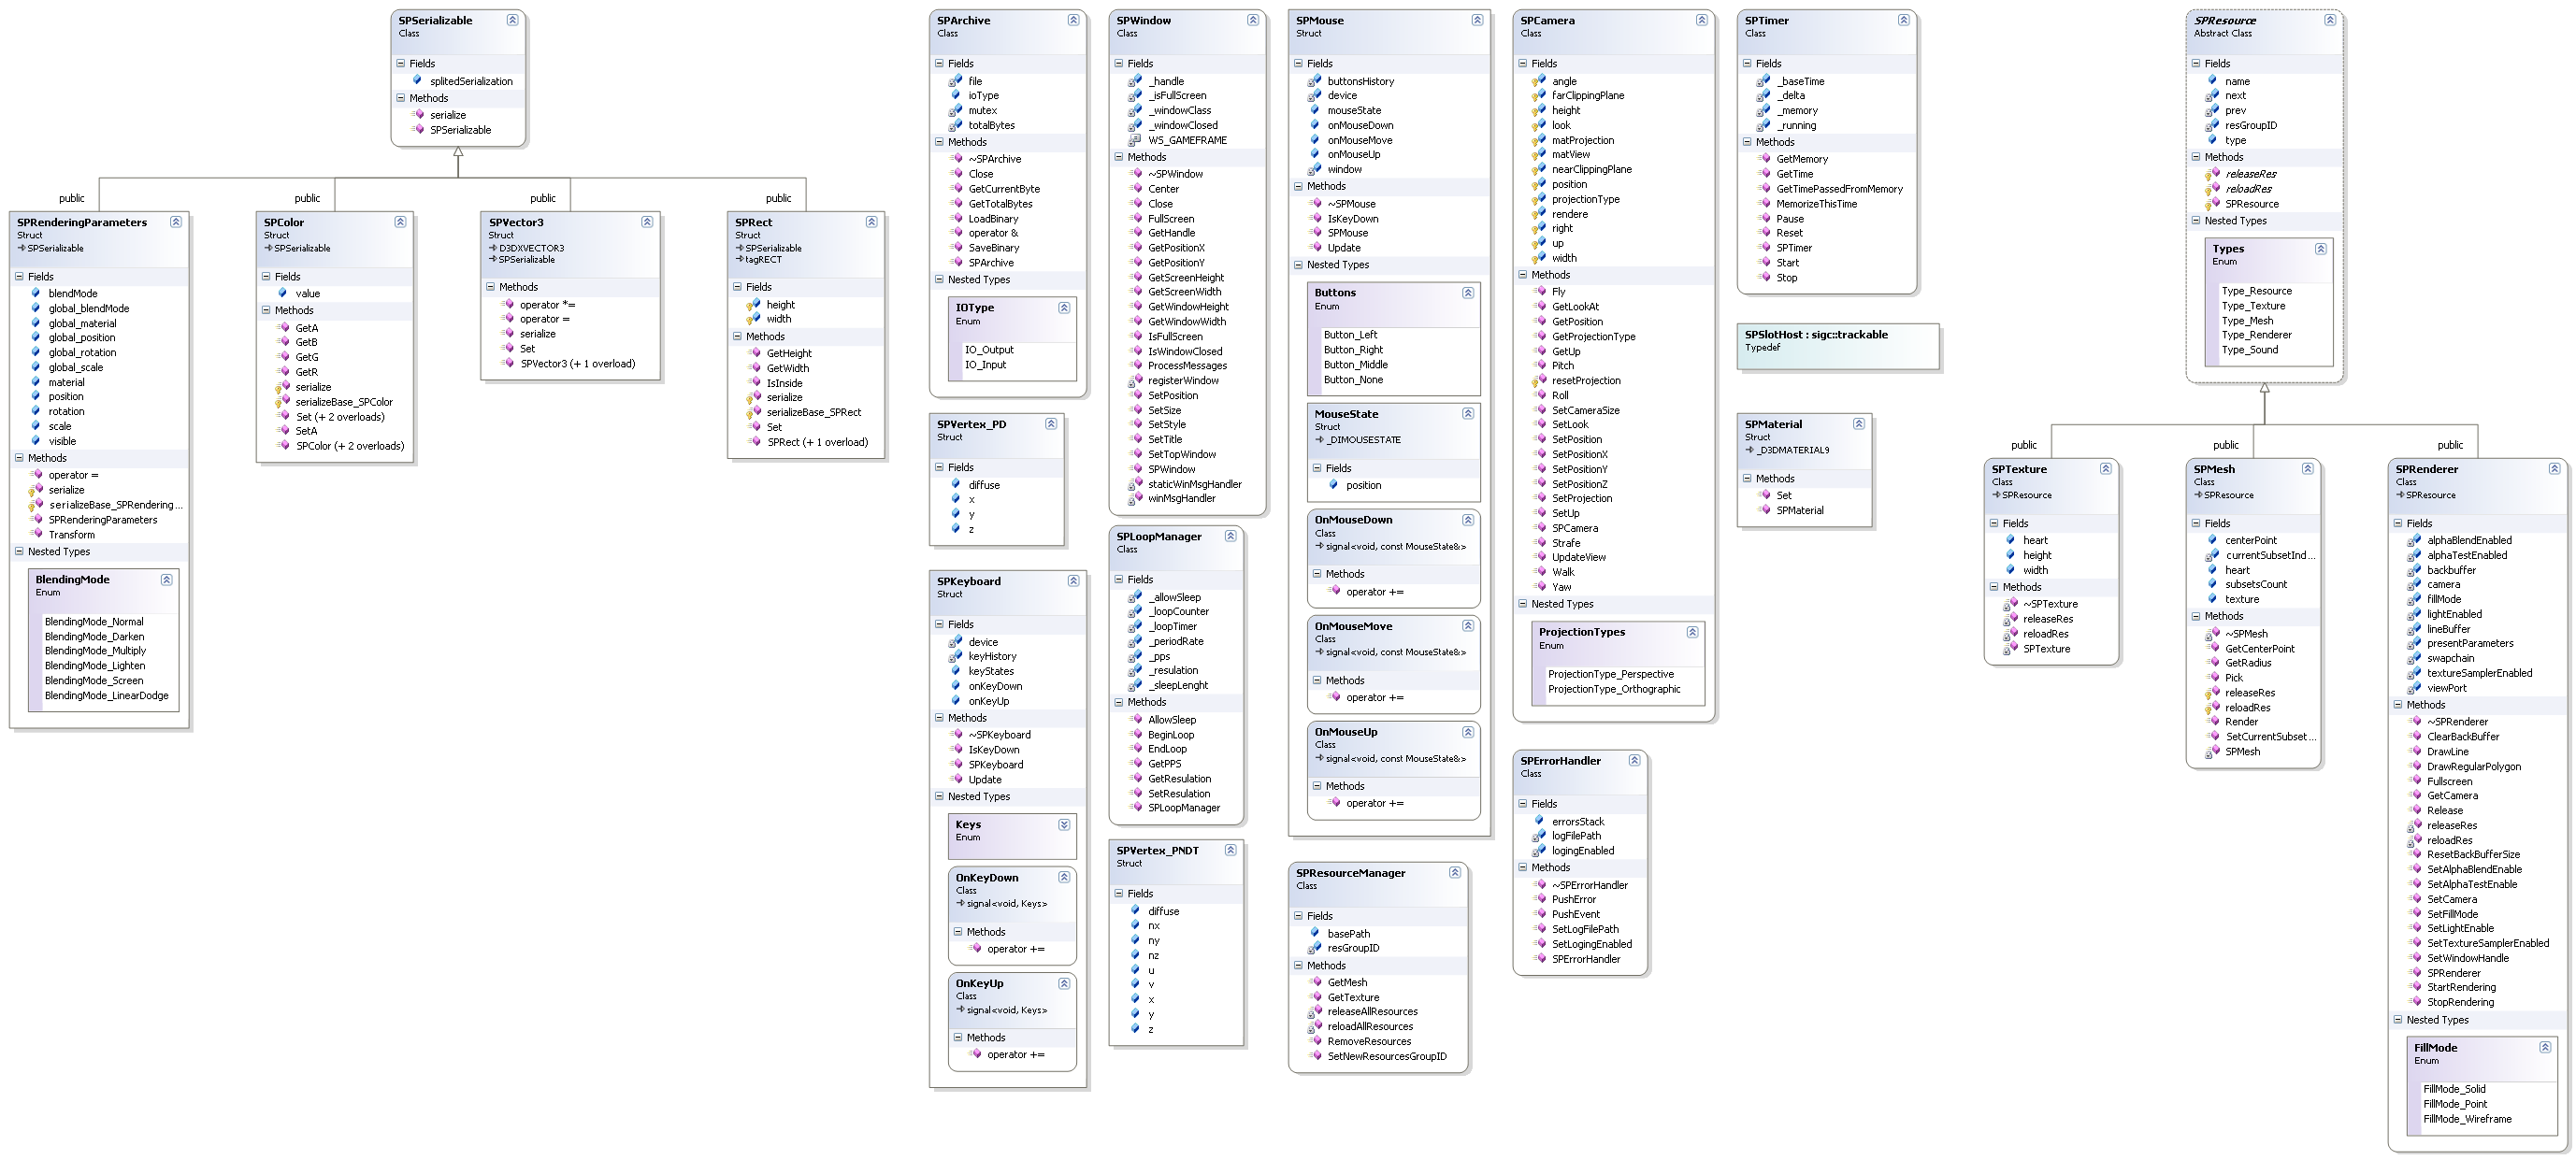 SPSerializable
Class
Fields
splitedSerialization
Methods
serialize
SPSerializable
public
public
public
public
SPRenderingParameters
Struct
SPSerializable
Fields
blendMode
global_blendMode
global_material
global_position
global_rotation
global_scale
material
position
rotation
scale
visible
Methods
operator =
serialize
serializeBase_SPRendering...
SPRenderingParameters
Transform
Nested Types
BlendingMode
Enum
BlendingMode_Normal
BlendingMode_Darken
BlendingMode_Multiply
BlendingMode_Lighten
BlendingMode_Screen
BlendingMode_LinearDodge
SPColor
Struct
SPSerializable
Fields
value
Methods
GetA
GetB
GetG
GetR
serialize
serializeBase_SPColor
Set (+ 2 overloads)
SetA
SPColor (+ 2 overloads)
SPVector3
Struct
D3DXVECTOR3
SPSerializable
Methods
operator *=
operator =
serialize
Set
SPVector3 (+ 1 overload)
SPRect
Struct
SPSerializable
tagRECT
Fields
height
width
Methods
GetHeight
GetWidth
IsInside
serialize
serializeBase_SPRect
Set
SPRect (+ 1 overload)
SPArchive
Class
Fields
file
ioType
mutex
totalBytes
Methods
~SPArchive
Close
GetCurrentByte
GetTotalBytes
LoadBinary
operator &
SaveBinary
SPArchive
Nested Types
IOType
Enum
IO_Output
IO_Input
SPVertex_PD
Struct
Fields
diffuse
x
y
z
SPKeyboard
Struct
Fields
device
keyHistory
keyStates
onKeyDown
onKeyUp
Methods
~SPKeyboard
IsKeyDown
SPKeyboard
Update
Nested Types
Keys
Enum
OnKeyDown
Class
signal<void, Keys>
Methods
operator +=
OnKeyUp
Class
signal<void, Keys>
Methods
operator +=
SPWindow
Class
Fields
_handle
_isFullScreen
_windowClass
_windowClosed
WS_GAMEFRAME
Methods
~SPWindow
Center
Close
FullScreen
GetHandle
GetPositionX
GetPositionY
GetScreenHeight
GetScreenWidth
GetWindowHeight
GetWindowWidth
IsFullScreen
IsWindowClosed
ProcessMessages
registerWindow
SetPosition
SetSize
SetStyle
SetTitle
SetTopWindow
SPWindow
staticWinMsgHandler
winMsgHandler
SPLoopManager
Class
Fields
_allowSleep
_loopCounter
_loopTimer
_periodRate
_pps
_resulation
_sleepLenght
Methods
AllowSleep
BeginLoop
EndLoop
GetPPS
GetResulation
SetResulation
SPLoopManager
SPVertex_PNDT
Struct
Fields
diffuse
nx
ny
nz
u
v
x
y
z
SPMouse
Struct
Fields
buttonsHistory
device
mouseState
onMouseDown
onMouseMove
onMouseUp
window
Methods
~SPMouse
IsKeyDown
SPMouse
Update
Nested Types
Buttons
Enum
Button_Left
Button_Right
Button_Middle
Button_None
MouseState
Struct
_DIMOUSESTATE
Fields
position
OnMouseDown
Class
signal<void, const MouseState&>
Methods
operator +=
OnMouseMove
Class
signal<void, const MouseState&>
Methods
operator +=
OnMouseUp
Class
signal<void, const MouseState&>
Methods
operator +=
SPResourceManager
Class
Fields
basePath
resGroupID
Methods
GetMesh
GetTexture
releaseAllResources
reloadAllResources
RemoveResources
SetNewResourcesGroupID
SPCamera
Class
Fields
angle
farClippingPlane
height
look
matProjection
matView
nearClippingPlane
position
projectionType
rendere
right
up
width
Methods
Fly
GetLookAt
GetPosition
GetProjectionType
GetUp
Pitch
resetProjection
Roll
SetCameraSize
SetLook
SetPosition
SetPositionX
SetPositionY
SetPositionZ
SetProjection
SetUp
SPCamera
Strafe
UpdateView
Walk
Yaw
Nested Types
ProjectionTypes
Enum
ProjectionType_Perspective
ProjectionType_Orthographic
SPErrorHandler
Class
Fields
errorsStack
logFilePath
logingEnabled
Methods
~SPErrorHandler
PushError
PushEvent
SetLogFilePath
SetLogingEnabled
SPErrorHandler
SPTimer
Class
Fields
_baseTime
_delta
_memory
_running
Methods
GetMemory
GetTime
GetTimePassedFromMemory
MemorizeThisTime
Pause
Reset
SPTimer
Start
Stop
SPSlotHost : sigc::trackable
Typedef
SPMaterial
Struct
_D3DMATERIAL9
Methods
Set
SPMaterial
SPResource
Abstract Class
Fields
name
next
prev
resGroupID
type
Methods
releaseRes
reloadRes
SPResource
Nested Types
Types
Enum
Type_Resource
Type_Texture
Type_Mesh
Type_Renderer
Type_Sound
public
public
public
SPTexture
Class
SPResource
Fields
heart
height
width
Methods
~SPTexture
releaseRes
reloadRes
SPTexture
SPMesh
Class
SPResource
Fields
centerPoint
currentSubsetInd...
heart
subsetsCount
texture
Methods
~SPMesh
GetCenterPoint
GetRadius
Pick
releaseRes
reloadRes
Render
SetCurrentSubset...
SPMesh
SPRenderer
Class
SPResource
Fields
alphaBlendEnabled
alphaTestEnabled
backbuffer
camera
fillMode
lightEnabled
lineBuffer
presentParameters
swapchain
textureSamplerEnabled
viewPort
Methods
~SPRenderer
ClearBackBuffer
DrawLine
DrawRegularPolygon
Fullscreen
GetCamera
Release
releaseRes
reloadRes
ResetBackBufferSize
SetAlphaBlendEnable
SetAlphaTestEnable
SetCamera
SetFillMode
SetLightEnable
SetTextureSamplerEnabled
SetWindowHandle
SPRenderer
StartRendering
StopRendering
Nested Types
FillMode
Enum
FillMode_Solid
FillMode_Point
FillMode_Wireframe